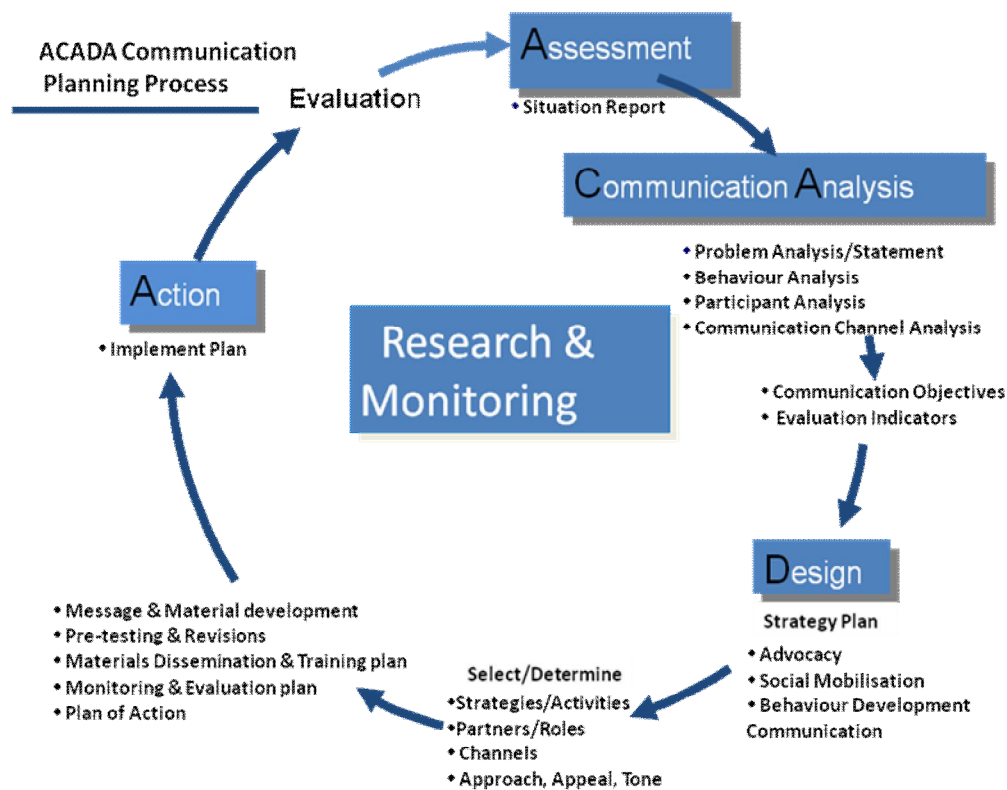 ACADA Communication
Planning Process
Evaluation
Assessment
• Situation Report
Communication Analysis
• Problem Analysis/Statement
• Behaviour Analysis
• Participant Analysis
• Communication Channel Analysis
• Communication Objectives
• Evaluation Indicators
Design
Strategy Plan
• Advocacy
• Social Mobilisation
• Behaviour Development
Communication
Select/Determine
• Strategies/Activities
• Partners/Roles
• Channels
• Approach, Appeal, Tone
• Message & Material development
• Pre-testing & Revisions
• Materials Dissemination & Training plan
• Monitoring & Evaluation plan
• Plan of Action
Action
• Implement Plan
Research &
Monitoring